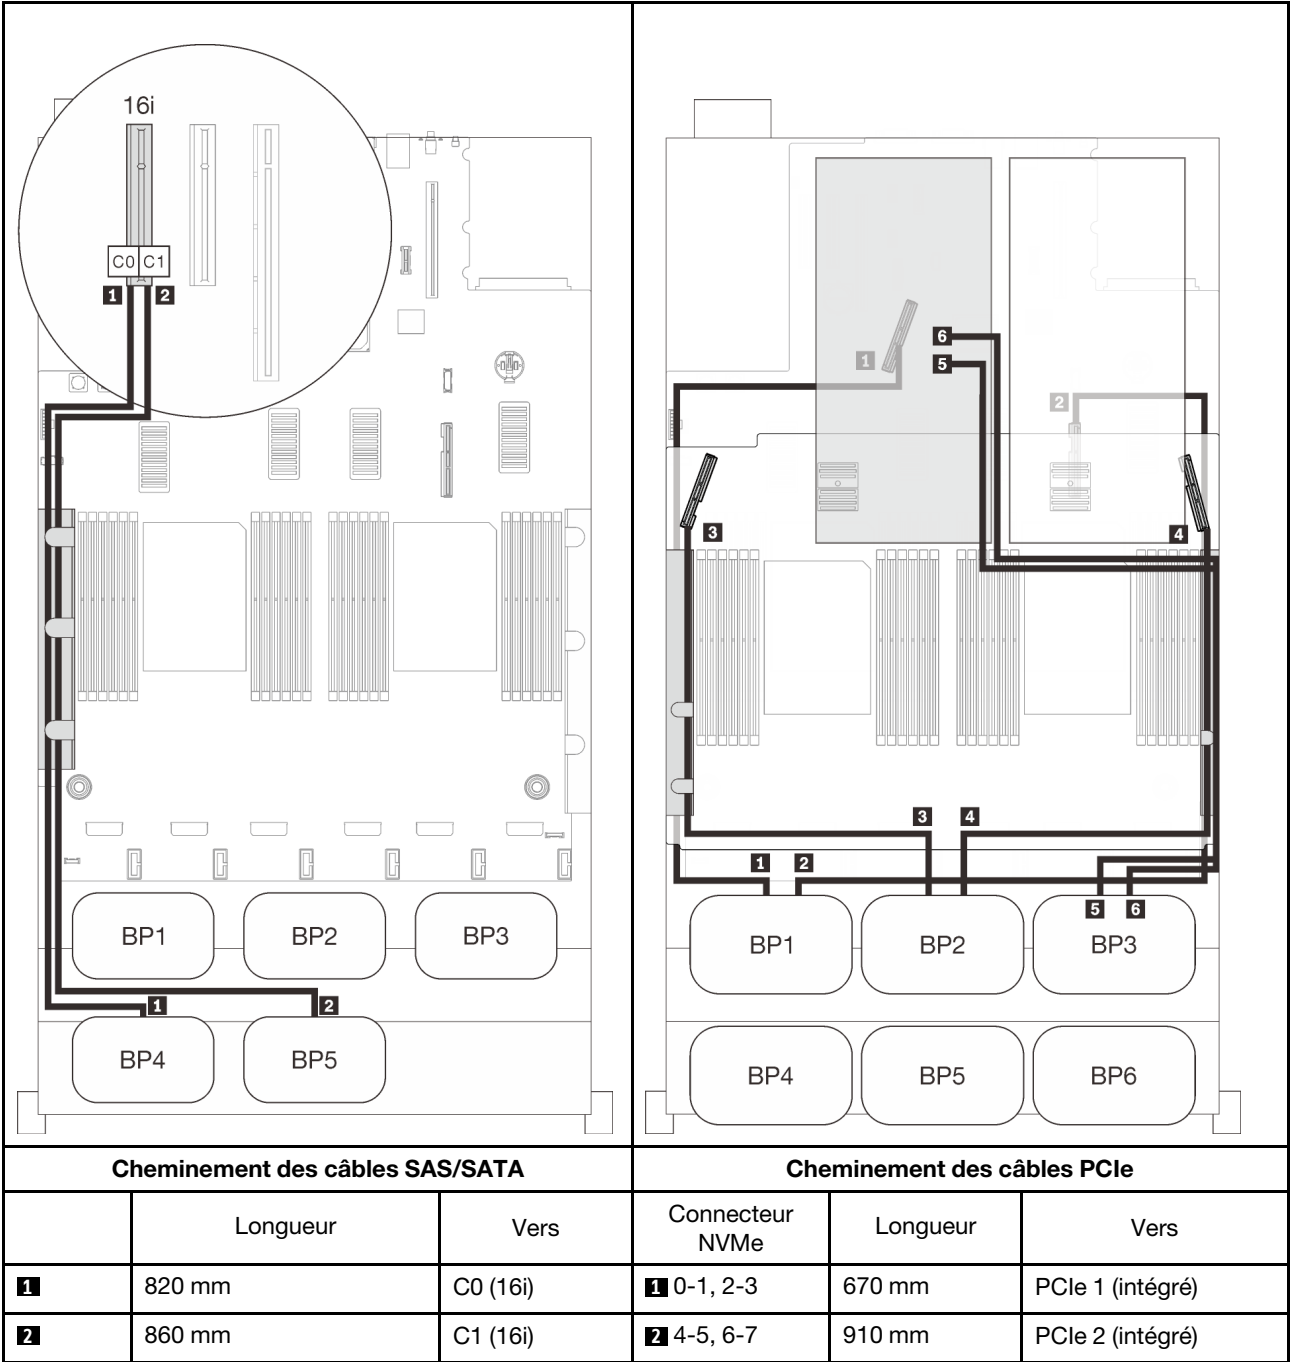 16i
C0 C1
1 2
BP1 BP2 BP3
1 2
BP4 BP5
6
1 5
2
3 4
3 4
1 2
5 6
BP1 BP2 BP3
BP4 BP5 BP6
Cheminement des câbles SAS/SATA
Cheminement des câbles PCIe
Longueur Vers Connecteur NVMe Longueur Vers
1 820 mm C0 (16i) 1 0-1, 2-3 670 mm PCIe 1 (intégré)
2 860 mm C1 (16i) 2 4-5, 6-7 910 mm PCIe 2 (intégré)